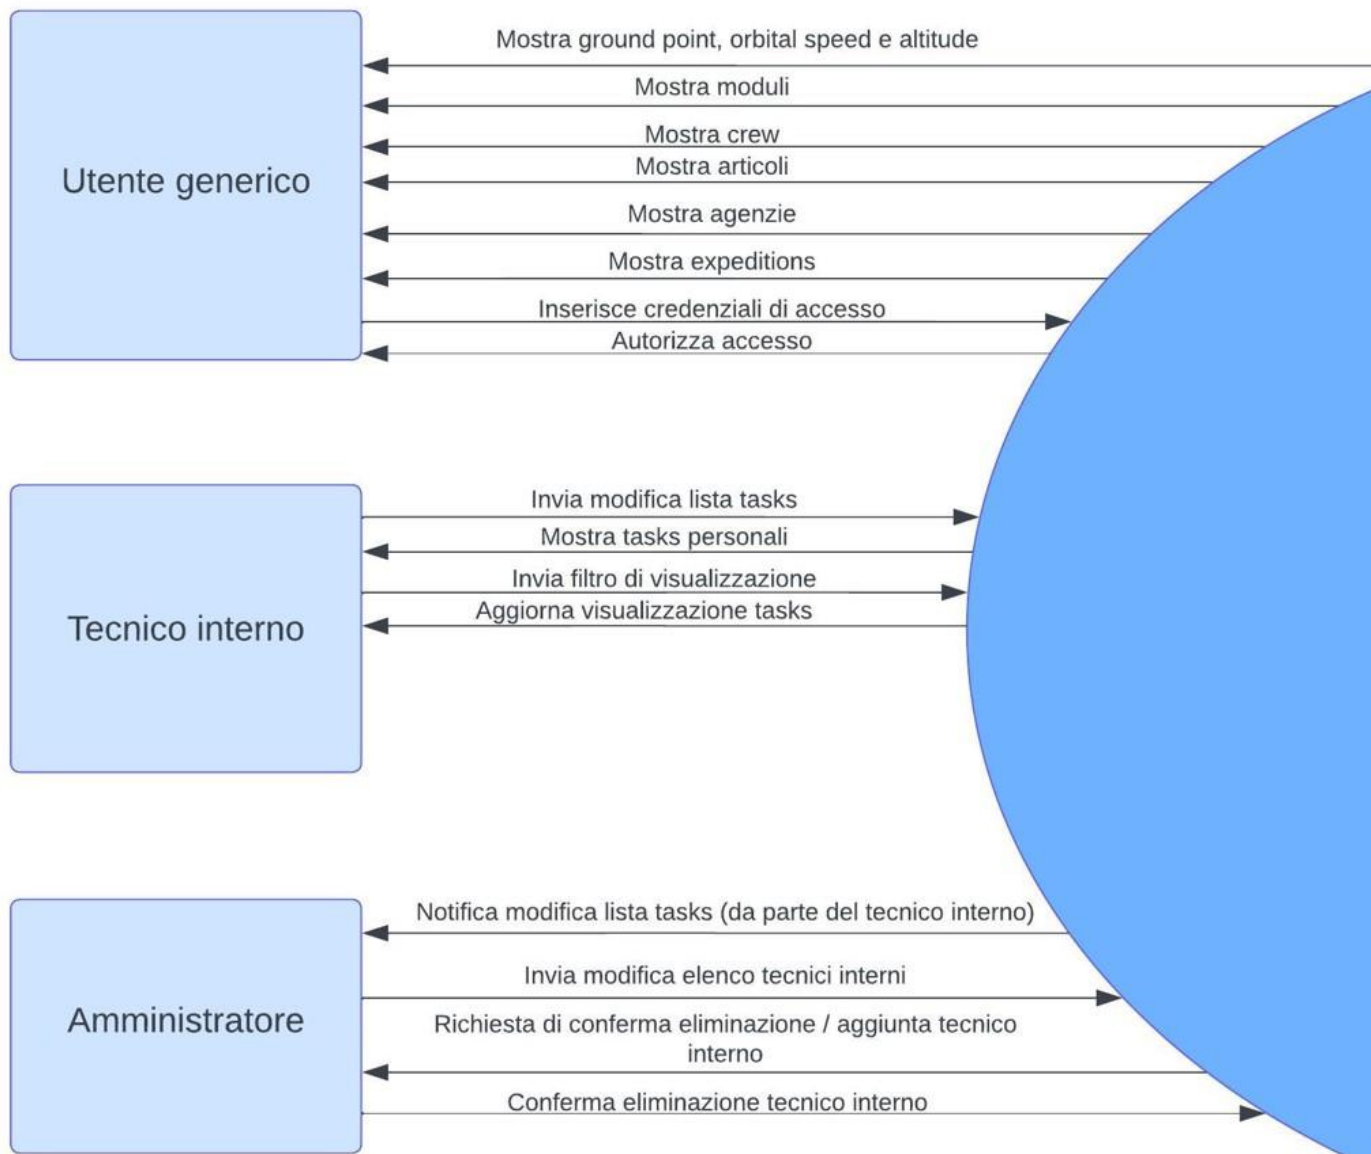 Mostra ground point, orbital speed e altitude
Mostra moduli
Mostra crew
Mostra articoli
Utente generico
Mostra agenzie
Mostra expeditions
Inserisce credenziali di accesso
Autorizza accesso
Invia modifica lista tasks
Mostra tasks personali
Invia filtro di visualizzazione
Aggiorna visualizzazione tasks
Tecnico interno
Notifica modifica lista tasks (da parte del tecnico interno)
Invia modifica elenco tecnici interni
Amministratore
Richiesta di conferma eliminazione / aggiunta tecnico
interno
Conferma eliminazione tecnico interno